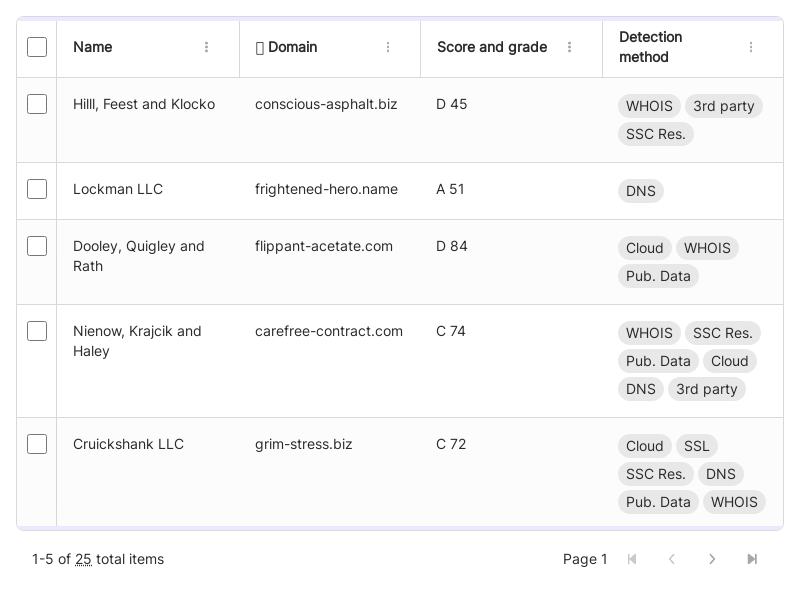 Name
Domain
Score and grade
Detection
method
Hilll, Feest and Klocko
conscious-asphalt.biz
D 45
WHOIS 3rd party
SSC Res.
Lockman LLC
frightened-hero.name
A 51
DNS
Dooley, Quigley and
Rath
flippant-acetate.com
D 84
Cloud WHOIS
Pub. Data
Nienow, Krajcik and
Haley
carefree-contract.com
C 74
WHOIS SSC Res.
Pub. Data Cloud
DNS 3rd party
Cruickshank LLC
grim-stress.biz
C 72
Cloud SSL
SSC Res. DNS
Pub. Data WHOIS
1-5 of 25 total items
Page 1